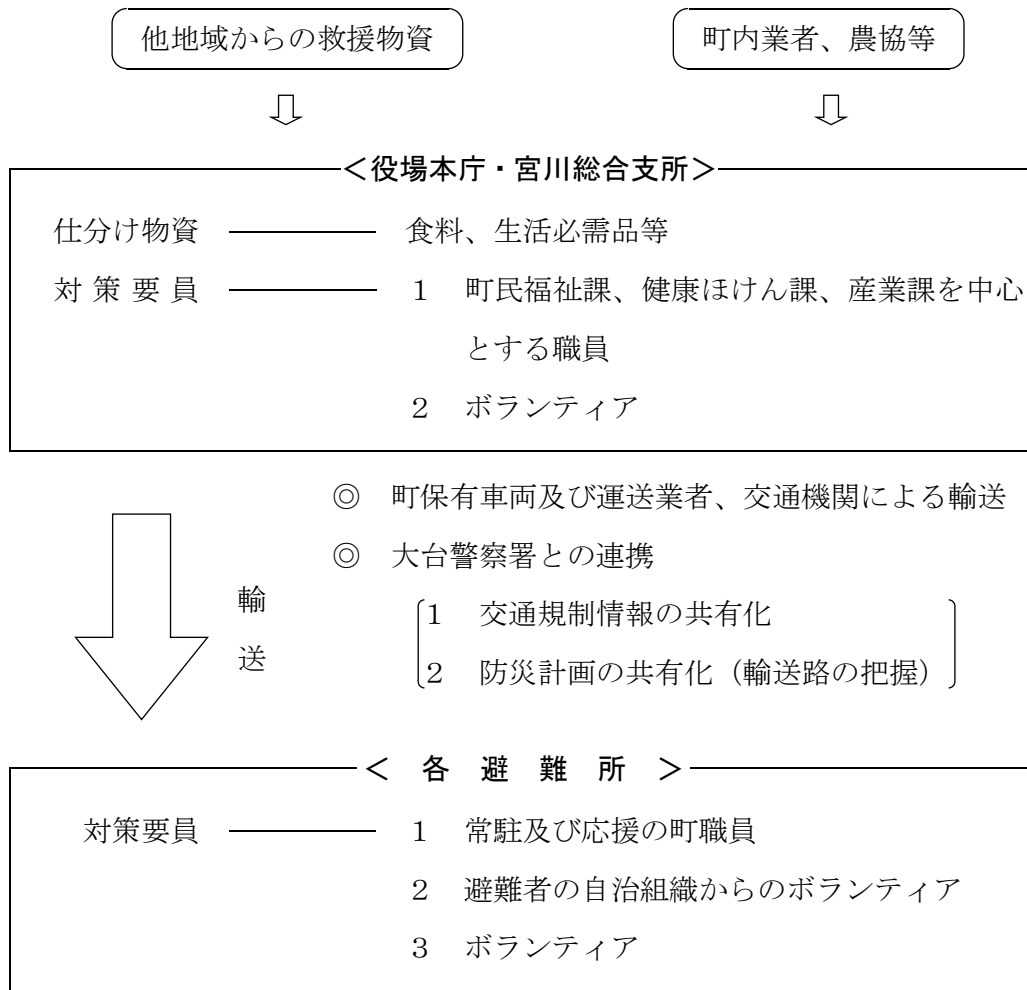 他地域からの救援物資
町内業者、農協等
＜役場本庁・宮川総合支所＞
仕分け物資 食料、生活必需品等
対策要員 １ 町民福祉課、健康ほけん課、産業課を中心
とする職員
２ ボランティア
◎ 町保有車両及び運送業者、交通機関による輸送
◎ 大台警察署との連携
輸送
１ 交通規制情報の共有化
２ 防災計画の共有化（輸送路の把握）
＜各避難所＞
対策要員 １ 常駐及び応援の町職員
２ 避難者の自治組織からのボランティア
３ ボランティア